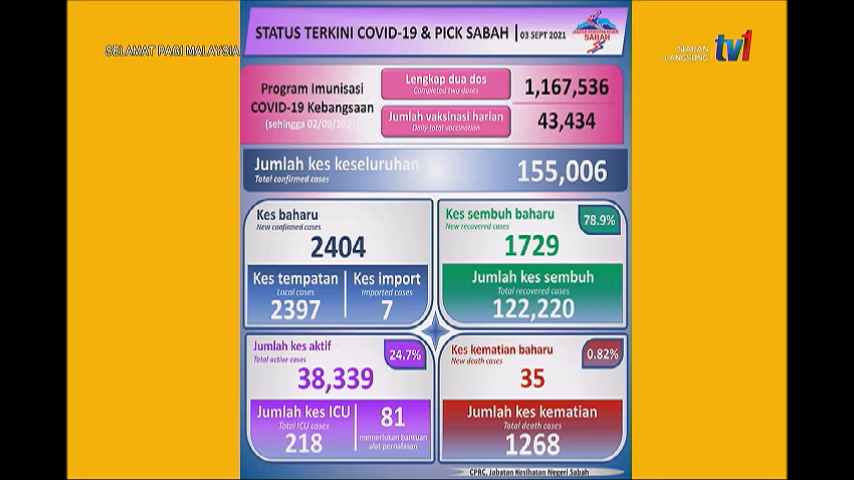 SELAMAT PAGI MALAYSIA
SIARAN
LANGSUNG
tv1
STATUS TERKINI COVID-19 & PICK SABAH | 03 SEPT 2021
SABAH
Program Imunisasi
COVID-19 Kebangsaan
(sehingga 02/09/
Lengkap dua dos
Completed two doses
1,167,536
Jumlah vaksinasi harian
Daily total vaccination
43,434
Jumlah kes keseluruhan
Total confirmed cases
155,006
Kes baharu
New confirmed cases
2404
Kes tempatan
Local cases
2397
Kes import
Imported cases
7
Kes sembuh baharu
New recovered cases
78.9%
1729
Jumlah kes sembuh
Total recovered cases
122,220
Jumlah kes aktif
Total active cases
24.7%
38,339
Jumlah kes ICU
Total ICU cases
218
81
memerlukan bantuan
alat pernafasan
Kes kematian baharu
New death cases
0.82%
35
Jumlah kes kematian
Total death cases
1268
CPRC, Jabatan Kesihatan Negeri Sabah